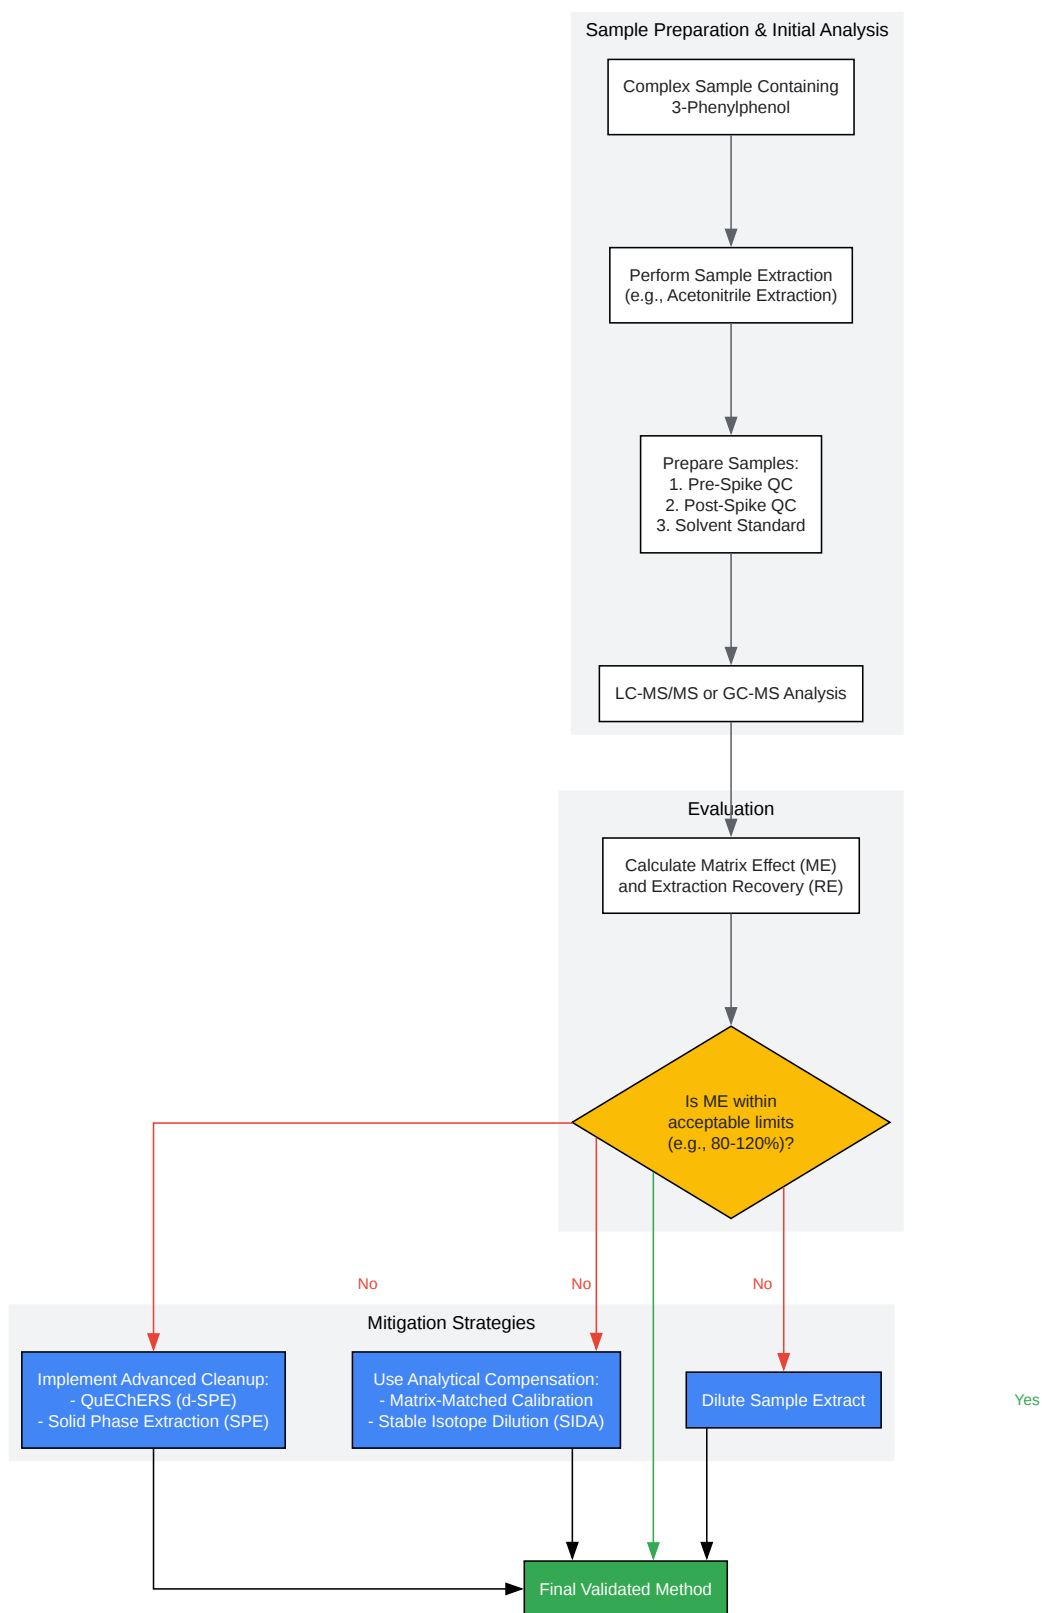 Sample Preparation & Initial Analysis
Complex Sample Containing
3-Phenylphenol
Perform Sample Extraction
(e.g., Acetonitrile Extraction)
Prepare Samples:
1. Pre-Spike QC
2. Post-Spike QC
3. Solvent Standard
LC-MS/MS or GC-MS Analysis
Evaluation
Calculate Matrix Effect (ME)
and Extraction Recovery (RE)
Is ME within
acceptable limits
(e.g., 80-120%)?
No
No
No
Mitigation Strategies
Implement Advanced Cleanup:
- QuEChERS (d-SPE)
- Solid Phase Extraction (SPE)
Use Analytical Compensation:
- Matrix-Matched Calibration
- Stable Isotope Dilution (SIDA)
Dilute Sample Extract
Yes
Final Validated Method